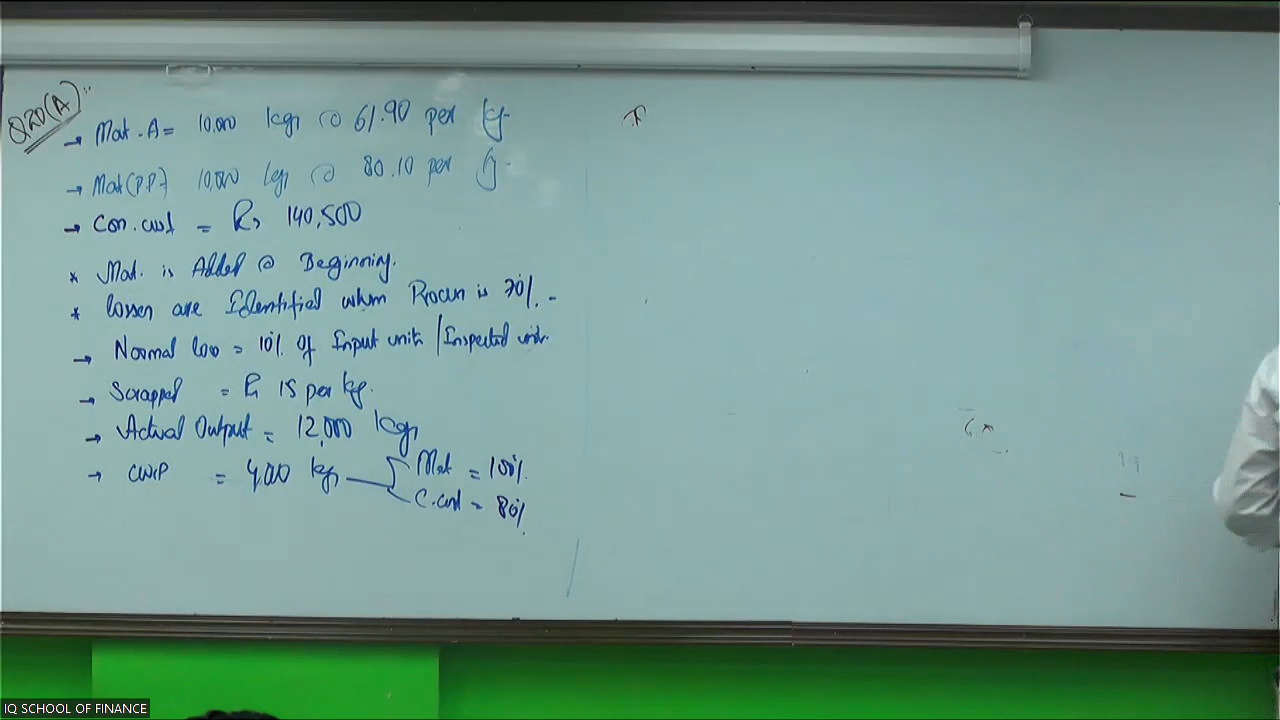 Q20(A):
→ Mat. A = 10,000 kgs @ 61.90 per kg.
→ Mat(PP) 10,000 kgs @ 80.10 per kg.
→ Con. cost = Rs 140,500
* Mat. is Added @ Beginning.
* losses are Identified when Process is 70%.
→ Normal loss = 10% of Input units / Inspected units.
→ Scrapped = Rs 15 per kg.
→ Actual Output = 12,000 kgs
→ CWIP = 4,000 kgs
Mat = 100%
C. cost = 80%
IQ SCHOOL OF FINANCE